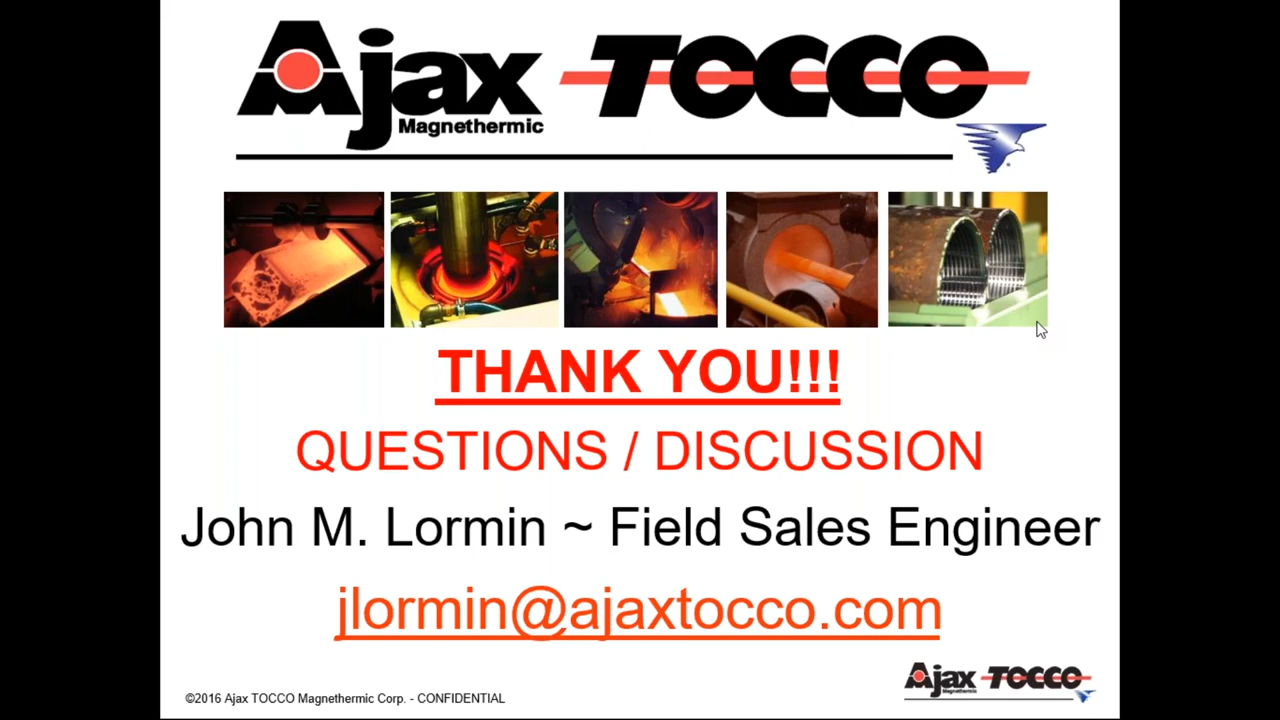 Ajax TOCCO
Magnethermic
THANK YOU!!!
QUESTIONS / DISCUSSION
John M. Lormin ~ Field Sales Engineer
jlormin@ajaxtocco.com
©2016 Ajax TOCCO Magnethermic Corp. - CONFIDENTIAL
Ajax TOCCO
Magnethermic